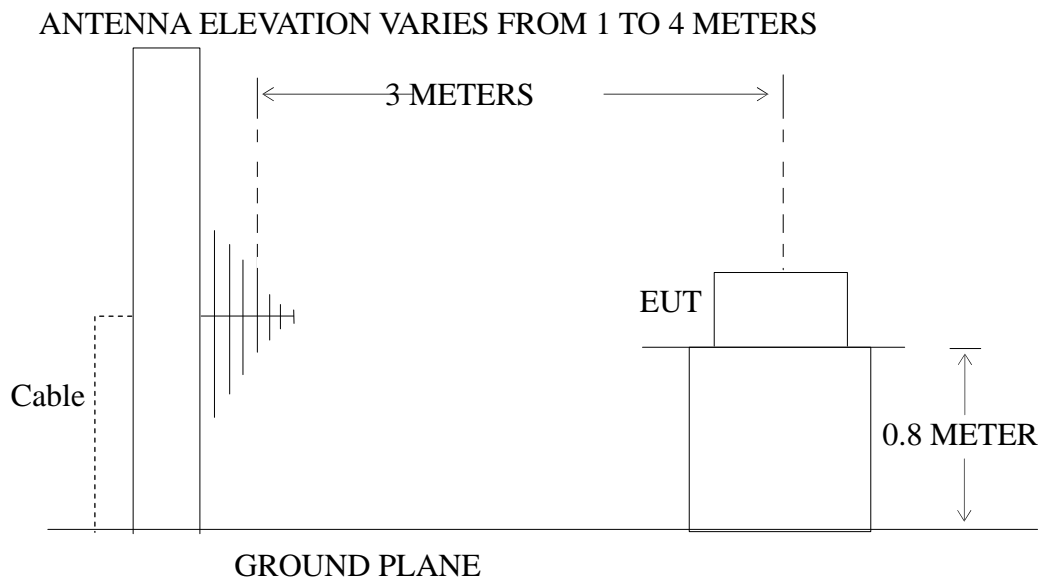 ANTENNA ELEVATION VARIES FROM 1 TO 4 METERS
3 METERS
EUT
Cable
0.8 METER
GROUND PLANE